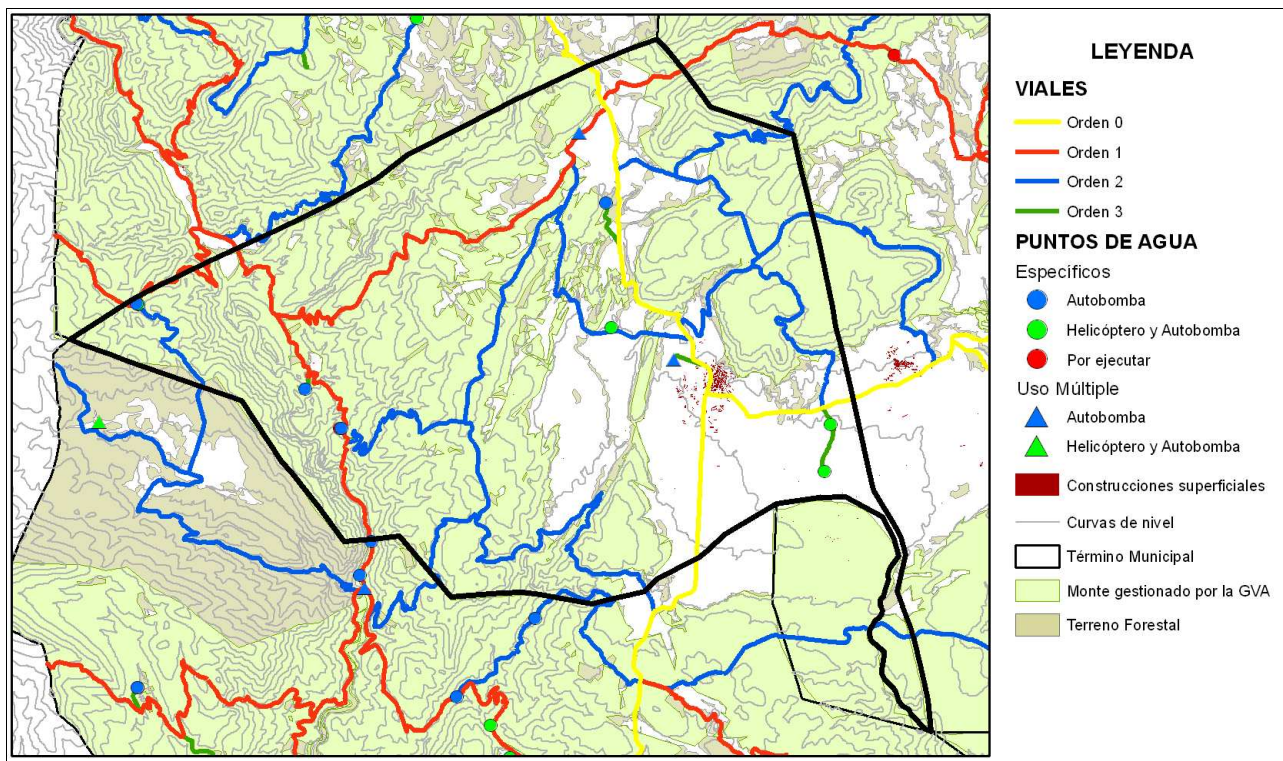 LEYENDA
VIALES
Orden 0
Orden 1
Orden 2
Orden 3
PUNTOS DE AGUA
Específicos
Autobomba
Helicóptero y Autobomba
Por ejecutar
Uso Múltiple
Autobomba
Helicóptero y Autobomba
Construcciones superficiales
Curvas de nivel
Término Municipal
Monte gestionado por la GVA
Terreno Forestal